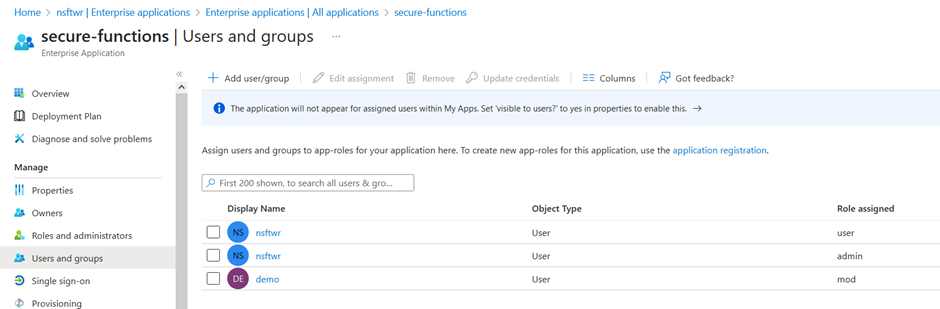 Home > nsftwr | Enterprise applications > Enterprise applications | All applications > secure-functions
secure-functions | Users and groups ...
Enterprise Application
«
Overview
Deployment Plan
Diagnose and solve problems
Manage
Properties
Owners
Roles and administrators
Users and groups
Single sign-on
Provisioning
+ Add user/group | Edit assignment Remove Update credentials | Columns | Got feedback?
The application will not appear for assigned users within My Apps. Set 'visible to users?' to yes in properties to enable this. →
Assign users and groups to app-roles for your application here. To create new app-roles for this application, use the application registration.
First 200 shown, to search all users & gro...
Display Name Object Type Role assigned
NS nsftwr User user
NS nsftwr User admin
DE demo User mod